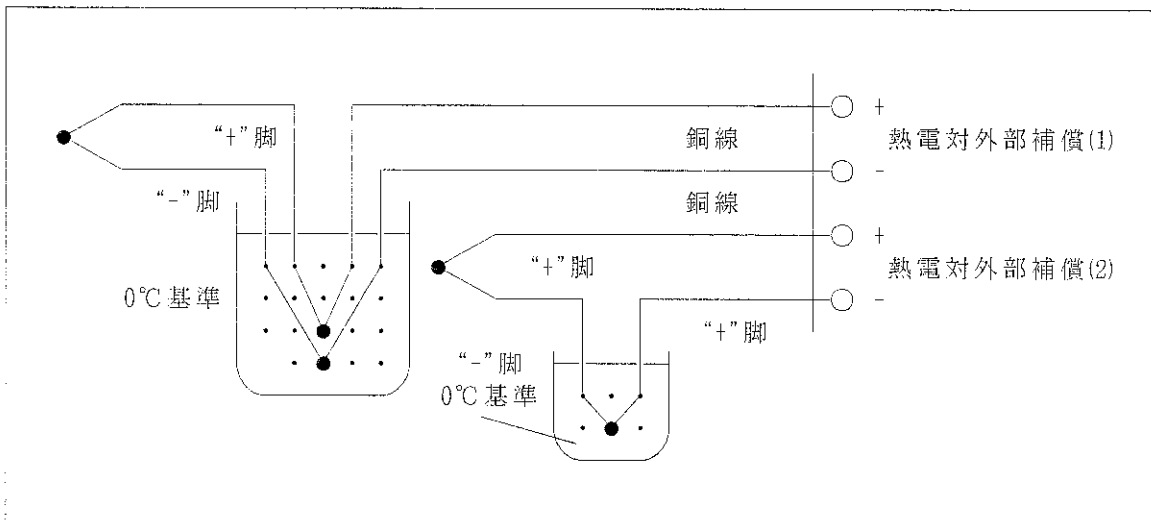 +
“+”脚
銅線
熱電対外部補償(1)
-
“-”脚
銅線
+
“+”脚
熱電対外部補償(2)
0℃基準
-
“+”脚
“-”脚
0℃基準